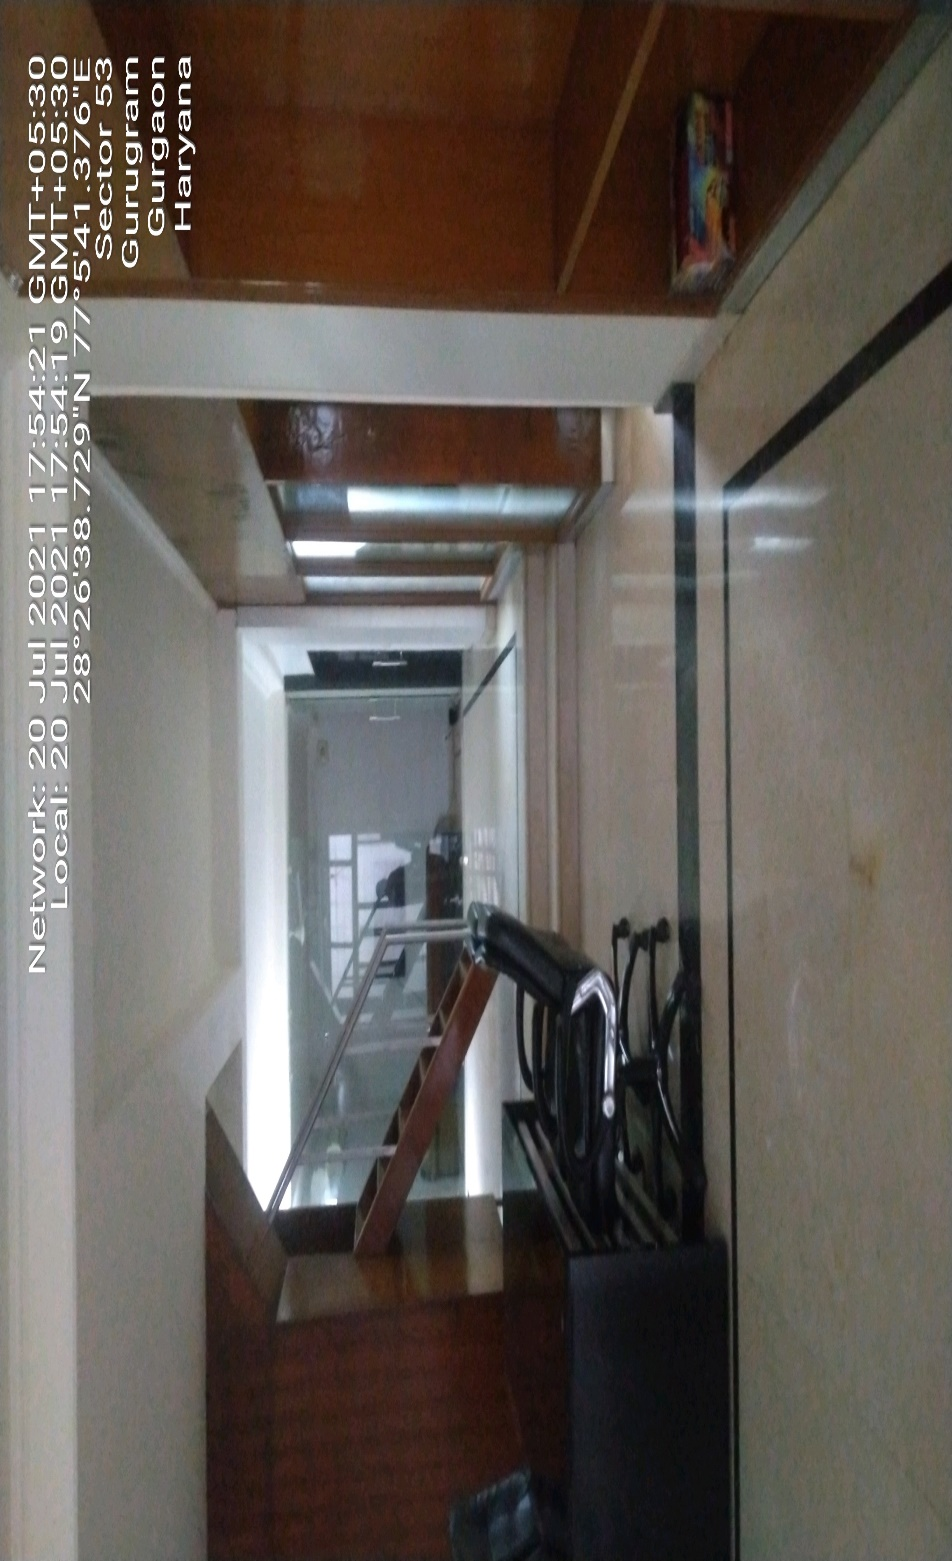 Network: 20 Jul 2021 17:54:21 GMT+05:30
Local: 20 Jul 2021 17:54:19 GMT+05:30
28°26'38.729"N 77°5'41.376"E
Sector 53
Gurugram
Gurgaon
Haryana